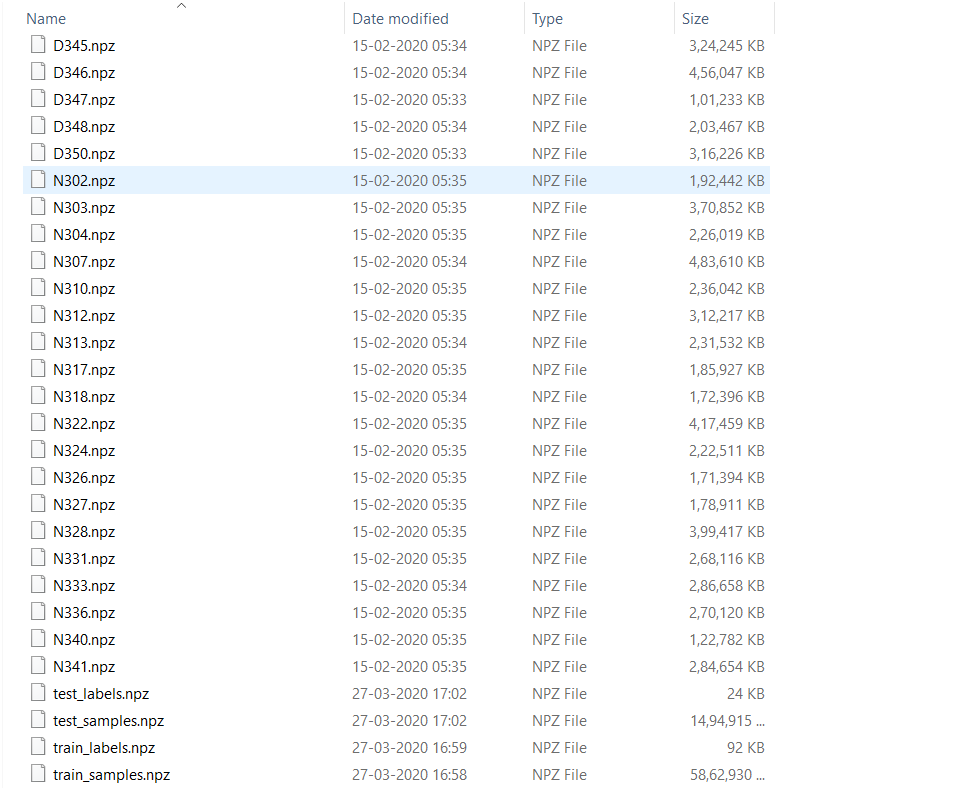 Name Date modified Type Size
D345.npz 15-02-2020 05:34 NPZ File 3,24,245 KB
D346.npz 15-02-2020 05:34 NPZ File 4,56,047 KB
D347.npz 15-02-2020 05:33 NPZ File 1,01,233 KB
D348.npz 15-02-2020 05:34 NPZ File 2,03,467 KB
D350.npz 15-02-2020 05:33 NPZ File 3,16,226 KB
N302.npz 15-02-2020 05:35 NPZ File 1,92,442 KB
N303.npz 15-02-2020 05:35 NPZ File 3,70,852 KB
N304.npz 15-02-2020 05:35 NPZ File 2,26,019 KB
N307.npz 15-02-2020 05:34 NPZ File 4,83,610 KB
N310.npz 15-02-2020 05:35 NPZ File 2,36,042 KB
N312.npz 15-02-2020 05:35 NPZ File 3,12,217 KB
N313.npz 15-02-2020 05:34 NPZ File 2,31,532 KB
N317.npz 15-02-2020 05:35 NPZ File 1,85,927 KB
N318.npz 15-02-2020 05:34 NPZ File 1,72,396 KB
N322.npz 15-02-2020 05:35 NPZ File 4,17,459 KB
N324.npz 15-02-2020 05:35 NPZ File 2,22,511 KB
N326.npz 15-02-2020 05:35 NPZ File 1,71,394 KB
N327.npz 15-02-2020 05:35 NPZ File 1,78,911 KB
N328.npz 15-02-2020 05:35 NPZ File 3,99,417 KB
N331.npz 15-02-2020 05:35 NPZ File 2,68,116 KB
N333.npz 15-02-2020 05:34 NPZ File 2,86,658 KB
N336.npz 15-02-2020 05:35 NPZ File 2,70,120 KB
N340.npz 15-02-2020 05:35 NPZ File 1,22,782 KB
N341.npz 15-02-2020 05:35 NPZ File 2,84,654 KB
test_labels.npz 27-03-2020 17:02 NPZ File 24 KB
test_samples.npz 27-03-2020 17:02 NPZ File 14,94,915 ...
train_labels.npz 27-03-2020 16:59 NPZ File 92 KB
train_samples.npz 27-03-2020 16:58 NPZ File 58,62,930 ...